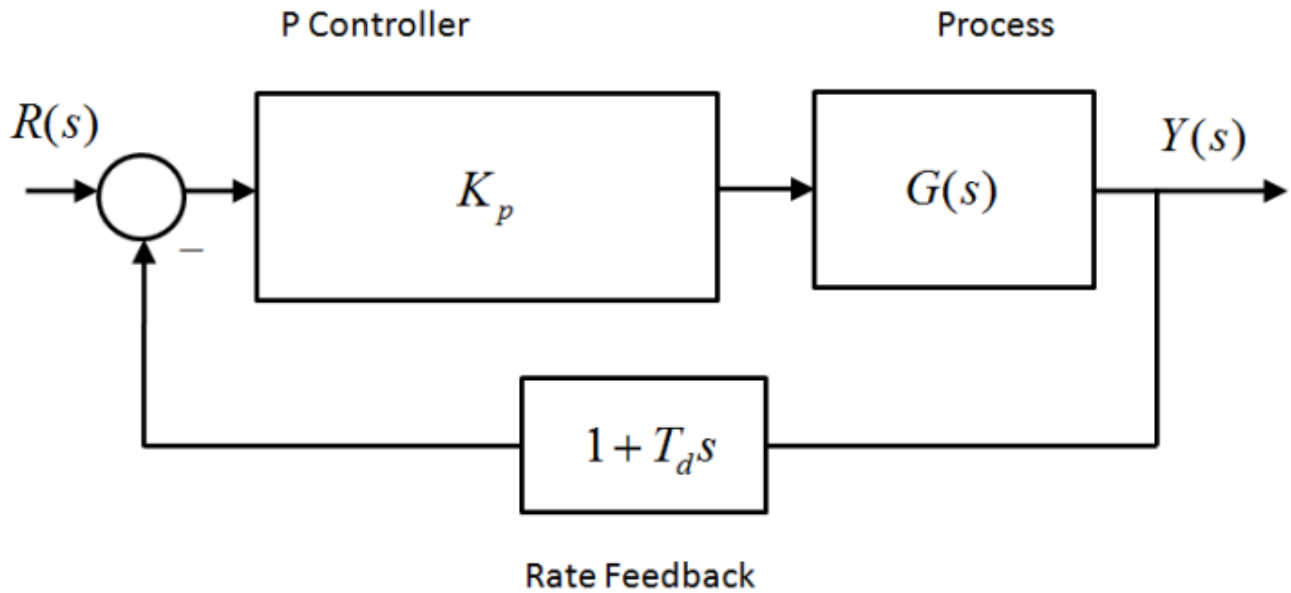 P Controller
Process
R(s)
Y(s)
K_p
G(s)
−
1 + T_d s
Rate Feedback